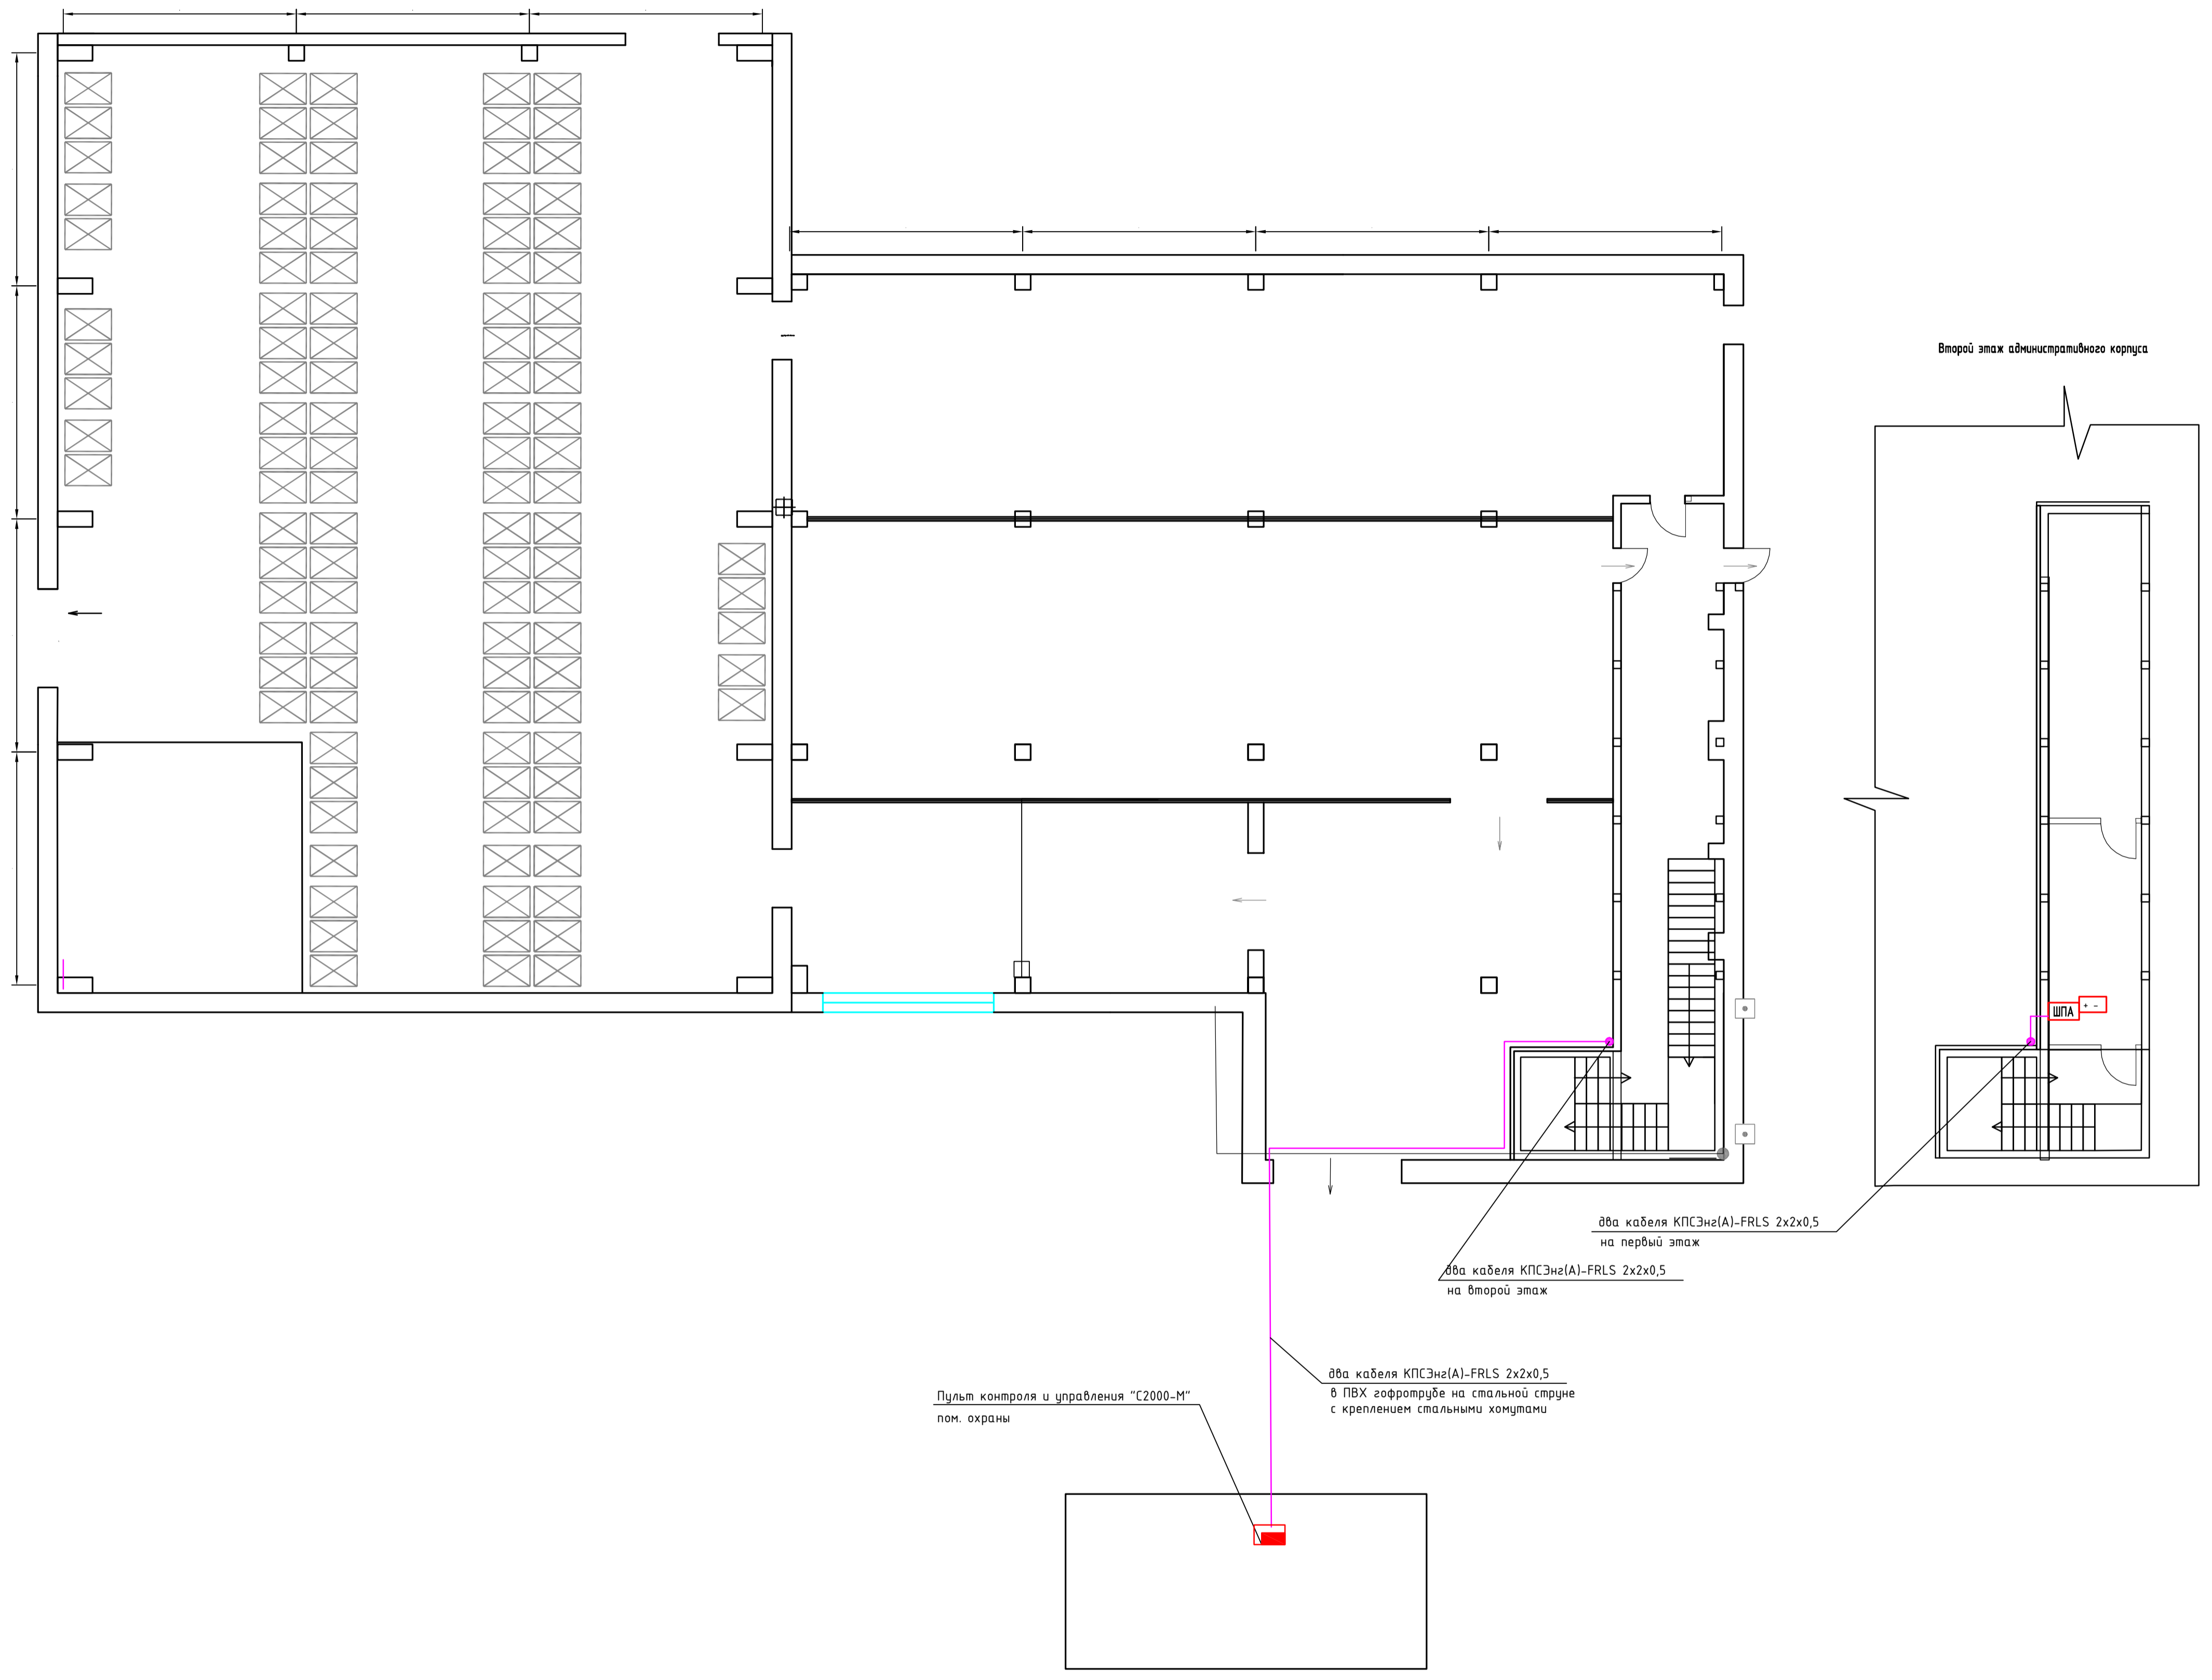 Второй этаж административного корпуса
ШПА
+ -
два кабеля КПСЭнг(А)-FRLS 2х2х0,5
на первый этаж
два кабеля КПСЭнг(А)-FRLS 2х2х0,5
на второй этаж
два кабеля КПСЭнг(А)-FRLS 2х2х0,5
в ПВХ гофротрубе на стальной струне
с креплением стальными хомутами
Пульт контроля и управления "С2000-М"
пом. охраны